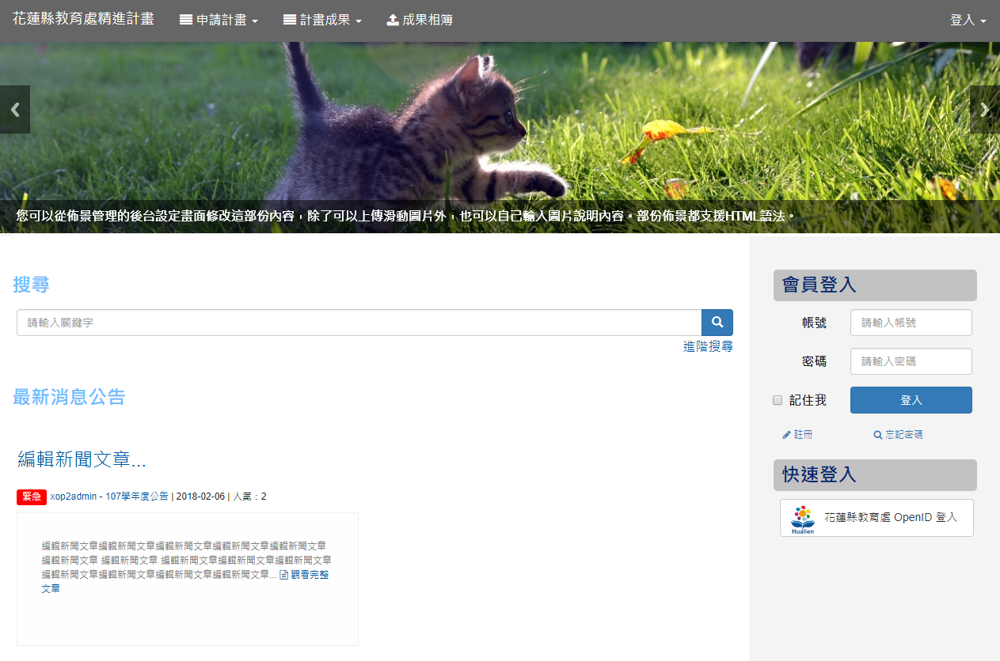 花蓮縣教育處精進計畫 申請計畫 計畫成果 成果相簿 登入
您可以從佈景管理的後台設定畫面修改這部份內容，除了可以上傳滑動圖片外，也可以自己輸入圖片說明內容。部份佈景都支援HTML語法。
搜尋
請輸入關鍵字
進階搜尋
最新消息公告
編輯新聞文章...
緊急 xop2admin - 107學年度公告 | 2018-02-06 | 人氣：2
編輯新聞文章編輯新聞文章編輯新聞文章編輯新聞文章編輯新聞文章
編輯新聞文章 編輯新聞文章 編輯新聞文章編輯新聞文章編輯新聞文章
編輯新聞文章編輯新聞文章編輯新聞文章編輯新聞文章... 觀看完整
文章
會員登入
帳號 請輸入帳號
密碼 請輸入密碼
記住我 登入
註冊 忘記密碼
快速登入
Hualien 花蓮縣教育處 OpenID 登入